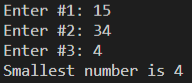 Enter #1: 15
Enter #2: 34
Enter #3: 4
Smallest number is 4